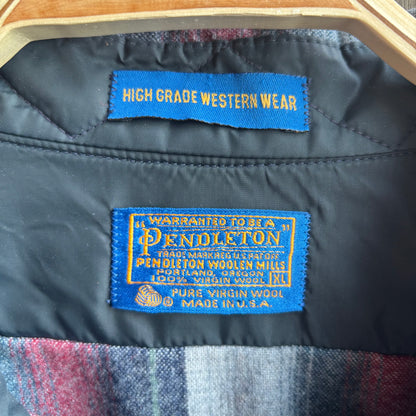 HIGH GRADE WESTERN WEAR
WARRANTED TO BE A
"PENDLETON"
TRADE MARK REG. U.S. PAT. OFF.
PENDLETON WOOLEN MILLS
PORTLAND, OREGON
100% VIRGIN WOOL XL
PURE VIRGIN WOOL
® MADE IN U.S.A.